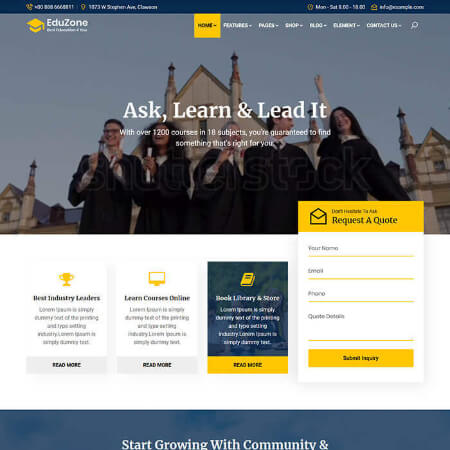 +80 808 6668811 1073 W Stephen Ave, Clawson Mon - Sat 8.00 - 18.00 info@example.com
EduZone
Best Education 4 You
HOME FEATURES PAGES SHOP BLOG ELEMENT CONTACT US
Ask, Learn & Lead It
With over 1200 courses in 18 subjects, you're guaranteed to find
something that's right for you.
shutterstock
Don't Hesitate To Ask
Request A Quote
Your Name
Email
Phone
Quote Details
Submit Inquiry
Best Industry Leaders
Lorem Ipsum is simply
dummy text of the printing
and type setting
industry.Lorem Ipsum is
simply dummy text.
READ MORE
Learn Courses Online
Lorem Ipsum is simply
dummy text of the printing
and type setting
industry.Lorem Ipsum is
simply dummy text.
READ MORE
Book Library & Store
Lorem Ipsum is simply
dummy text of the printing
and type setting
industry.Lorem Ipsum is
simply dummy text.
READ MORE
Start Growing With Community &